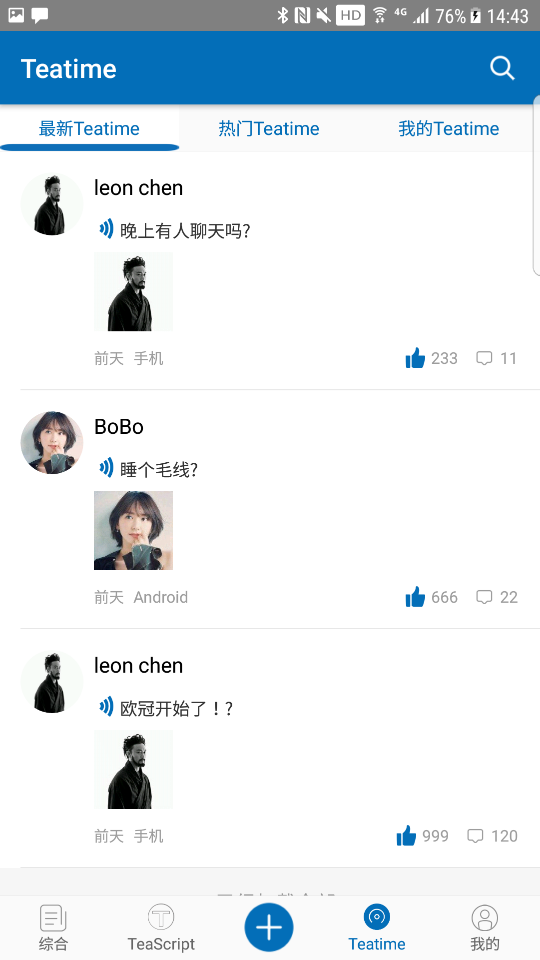 HD 4G 76% 14:43
Teatime
最新Teatime 热门Teatime 我的Teatime
leon chen
晚上有人聊天吗?
前天 手机 233 11
BoBo
睡个毛线?
前天 Android 666 22
leon chen
欧冠开始了！?
前天 手机 999 120
综合 TeaScript Teatime 我的